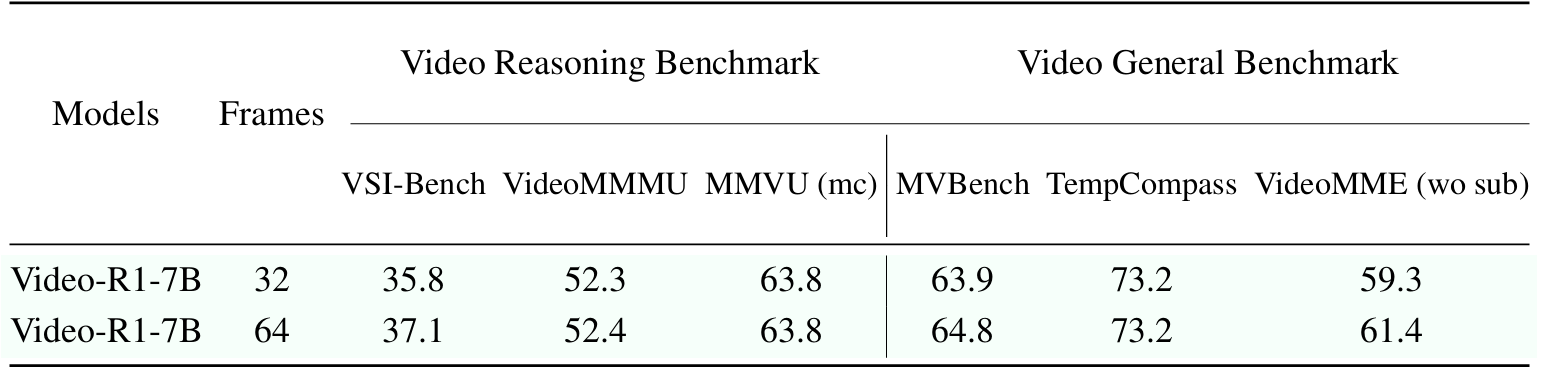 Video Reasoning Benchmark Video General Benchmark
Models Frames
VSI-Bench VideoMMMU MMVU (mc) MVBench TempCompass VideoMME (wo sub)
Video-R1-7B 32 35.8 52.3 63.8 63.9 73.2 59.3
Video-R1-7B 64 37.1 52.4 63.8 64.8 73.2 61.4